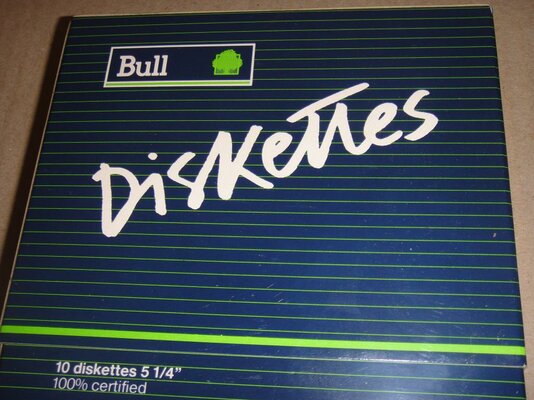 Bull
Diskettes
10 diskettes 5 1/4"
100% certified